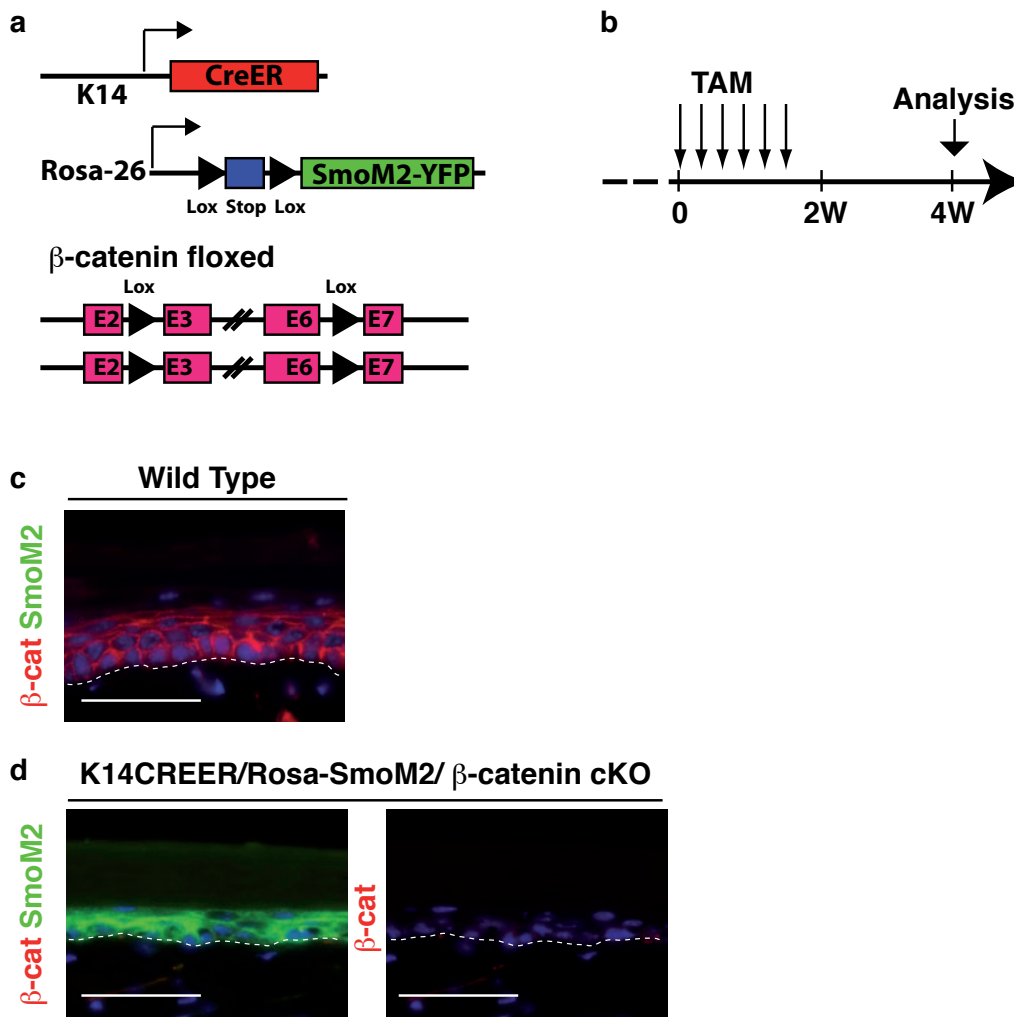 a
CreER
K14
Rosa-26
SmoM2-YFP
Lox Stop Lox
β-catenin floxed
Lox Lox
E2 E3 E6 E7
E2 E3 E6 E7
b
TAM
Analysis
0 2W 4W
c
Wild Type
β-cat SmoM2
d
K14CREER/Rosa-SmoM2/ β-catenin cKO
β-cat SmoM2
β-cat